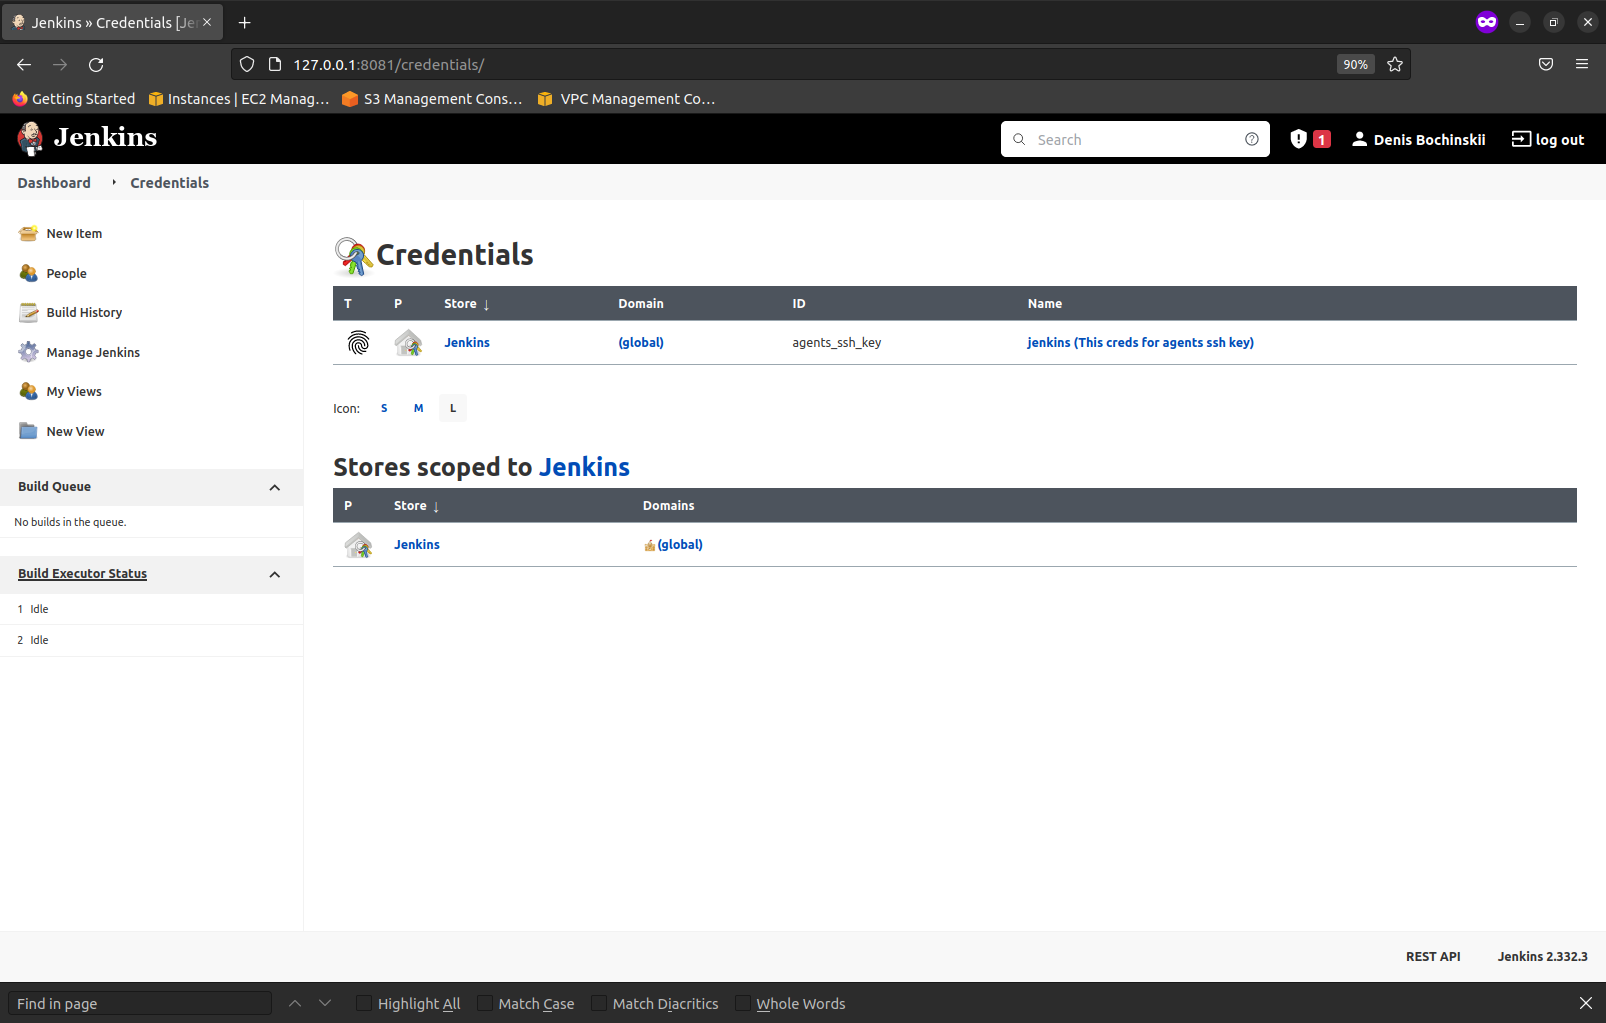 Jenkins » Credentials [Je
127.0.0.1:8081/credentials/
90%
Getting Started
Instances | EC2 Manag…
S3 Management Cons…
VPC Management Co…
Jenkins
Search
1
Denis Bochinskii
log out
Dashboard
Credentials
New Item
People
Build History
Manage Jenkins
My Views
New View
Build Queue
No builds in the queue.
Build Executor Status
1 Idle
2 Idle
Credentials
T P Store ↓ Domain ID Name
Jenkins (global) agents_ssh_key jenkins (This creds for agents ssh key)
Icon: S M L
Stores scoped to Jenkins
P Store ↓ Domains
Jenkins (global)
REST API Jenkins 2.332.3
Find in page
Highlight All
Match Case
Match Diacritics
Whole Words